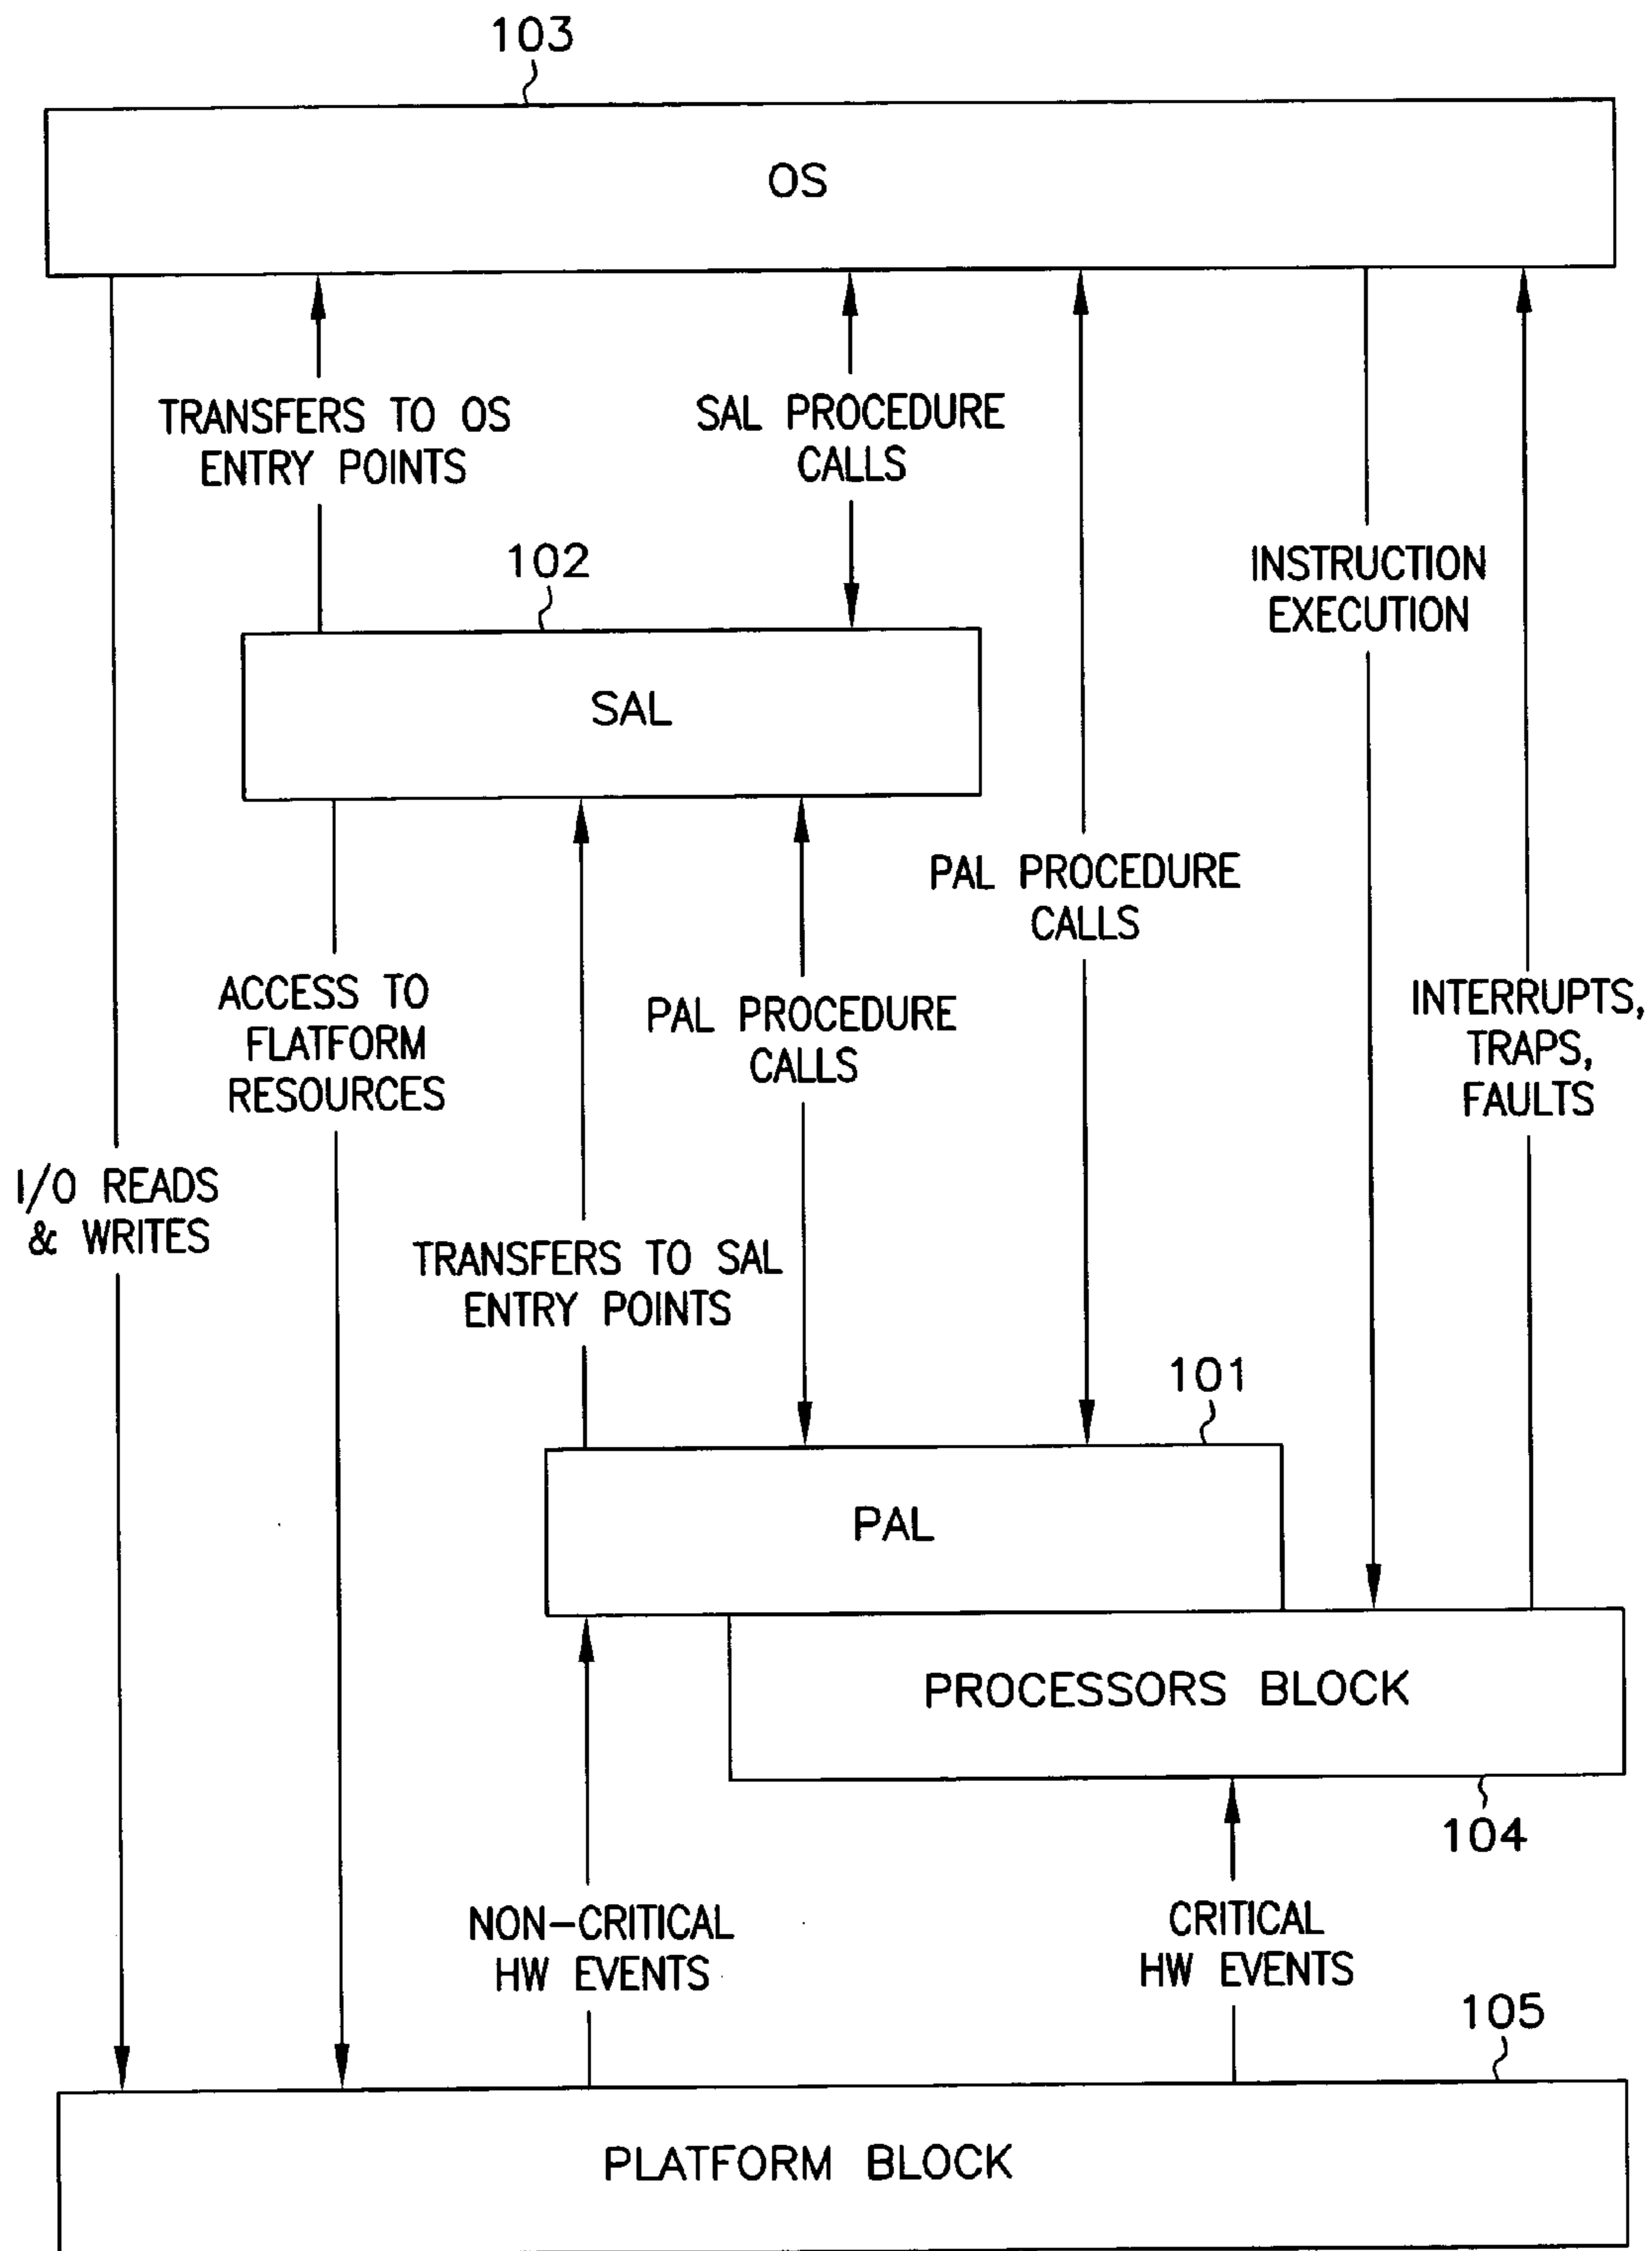 103
OS
TRANSFERS TO OS
ENTRY POINTS
SAL PROCEDURE
CALLS
INSTRUCTION
EXECUTION
102
SAL
PAL PROCEDURE
CALLS
ACCESS TO
FLATFORM
RESOURCES
PAL PROCEDURE
CALLS
INTERRUPTS,
TRAPS,
FAULTS
I/O READS
& WRITES
TRANSFERS TO SAL
ENTRY POINTS
101
PAL
PROCESSORS BLOCK
104
NON-CRITICAL
HW EVENTS
CRITICAL
HW EVENTS
105
PLATFORM BLOCK